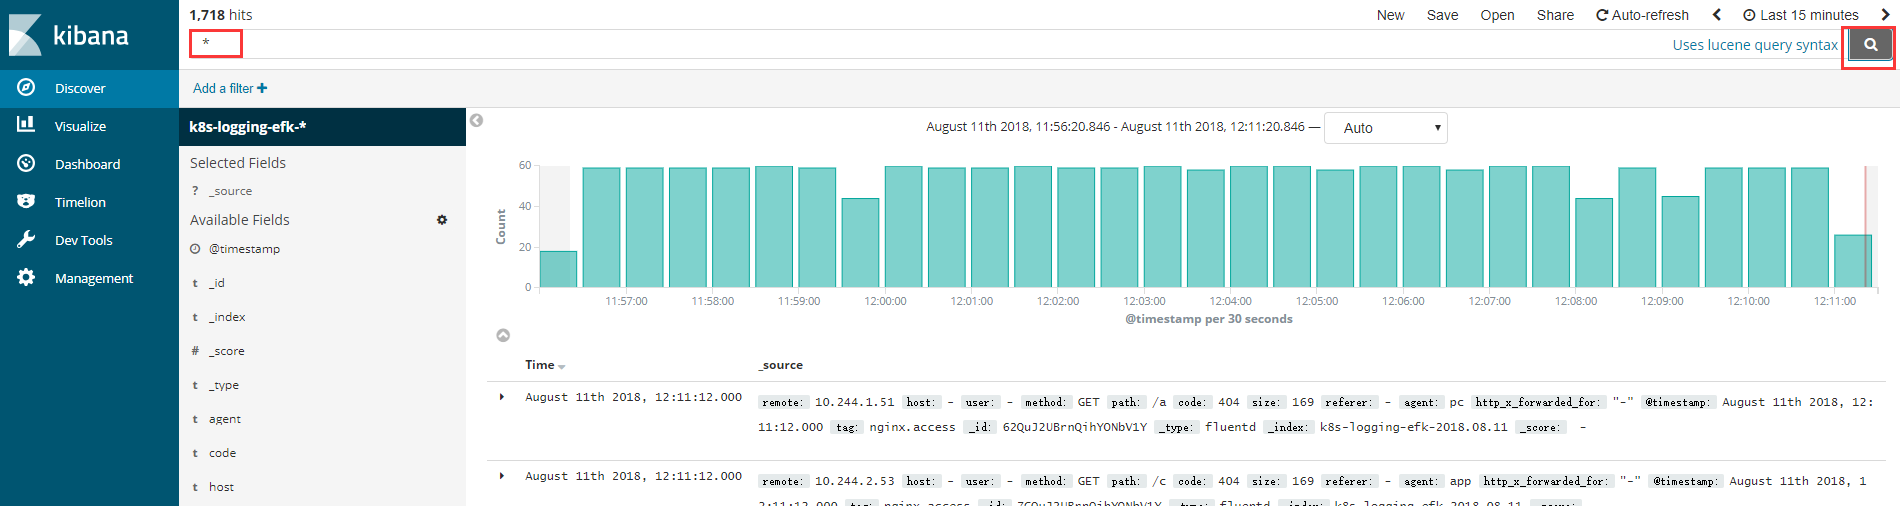 kibana
Discover
Visualize
Dashboard
Timelion
Dev Tools
Management
1,718 hits
New Save Open Share Auto-refresh Last 15 minutes
*
Uses lucene query syntax
Add a filter +
k8s-logging-efk-*
Selected Fields
? _source
Available Fields
@timestamp
t _id
t _index
# _score
t _type
t agent
t code
t host
August 11th 2018, 11:56:20.846 - August 11th 2018, 12:11:20.846 — Auto
60
40
20
0
Count
11:57:00 11:58:00 11:59:00 12:00:00 12:01:00 12:02:00 12:03:00 12:04:00 12:05:00 12:06:00 12:07:00 12:08:00 12:09:00 12:10:00 12:11:00
@timestamp per 30 seconds
Time _source
August 11th 2018, 12:11:12.000 remote: 10.244.1.51 host: - user: - method: GET path: /a code: 404 size: 169 referer: - agent: pc http_x_forwarded_for: "-" @timestamp: August 11th 2018, 12:
11:12.000 tag: nginx.access _id: 62QuJ2UBrnQihYONbV1Y _type: fluentd _index: k8s-logging-efk-2018.08.11 _score: -
August 11th 2018, 12:11:12.000 remote: 10.244.2.53 host: - user: - method: GET path: /c code: 404 size: 169 referer: - agent: app http_x_forwarded_for: "-" @timestamp: August 11th 2018, 1